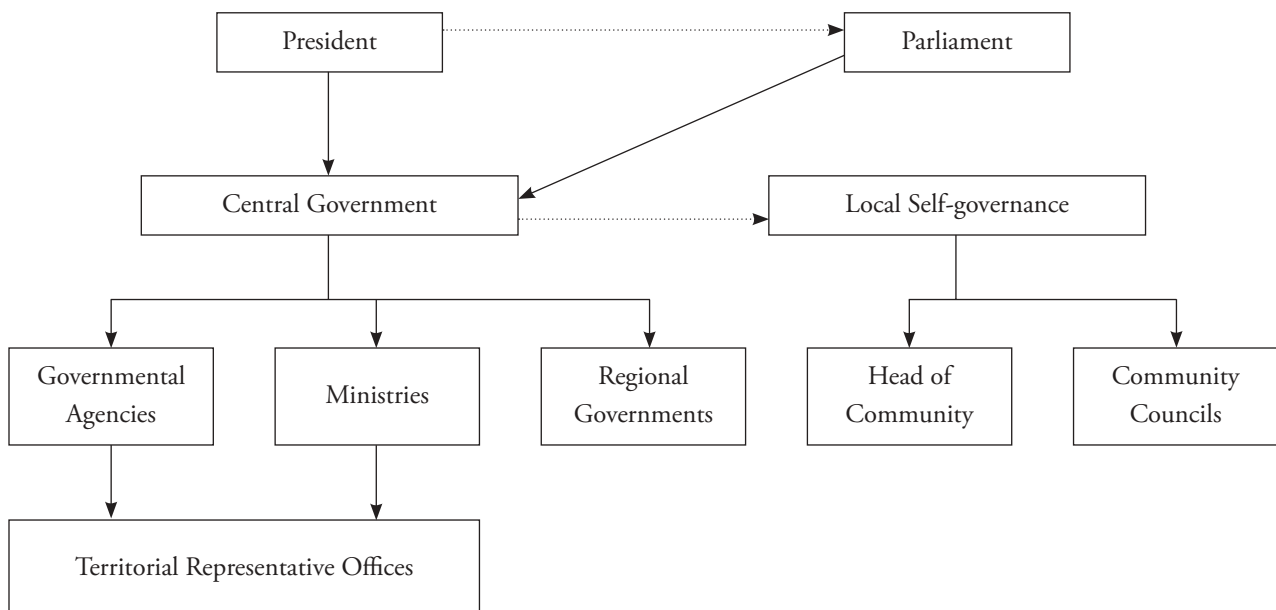 President
Parliament
Central Government
Local Self-governance
Governmental
Agencies
Ministries
Regional
Governments
Head of
Community
Community
Councils
Territorial Representative Offices